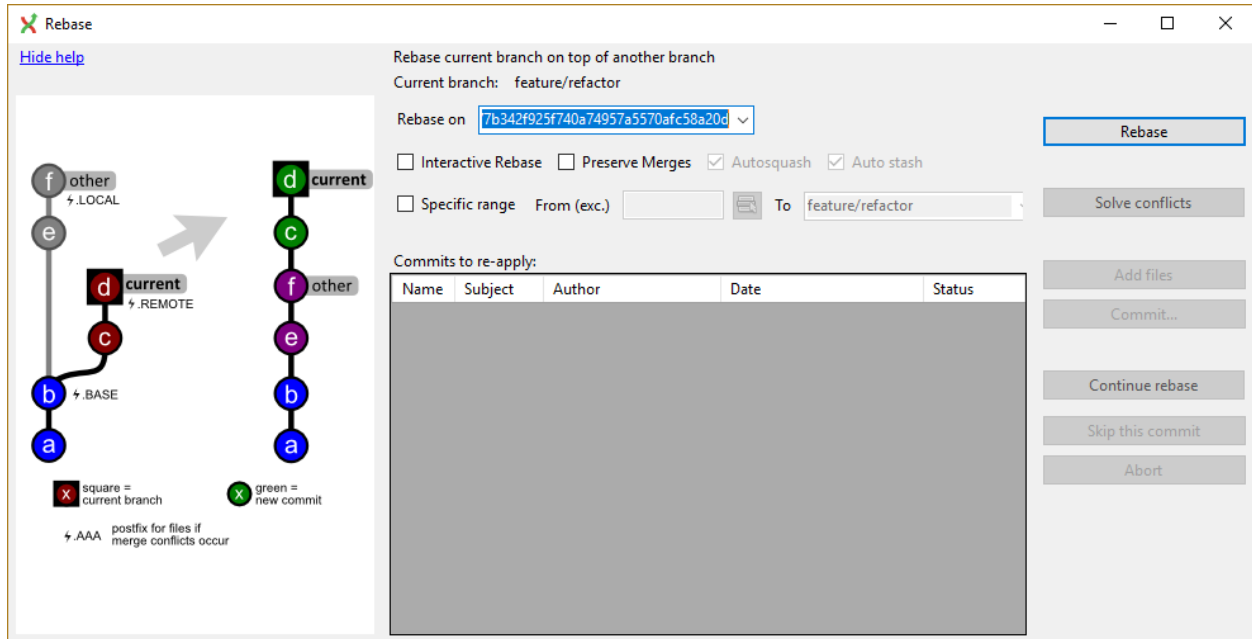 Rebase
Hide help
Rebase current branch on top of another branch
Current branch: feature/refactor
Rebase on 7b342f925f740a74957a5570afc58a20d
Rebase
Interactive Rebase Preserve Merges Autosquash Auto stash
Solve conflicts
Specific range From (exc.) To feature/refactor
Commits to re-apply:
Name Subject Author Date Status
Add files
Commit...
Continue rebase
Skip this commit
Abort
f other
⚡.LOCAL
e
d current
⚡.REMOTE
c
b ⚡.BASE
a
d current
c
f other
e
b
a
x square =
current branch
x green =
new commit
⚡.AAA postfix for files if
merge conflicts occur